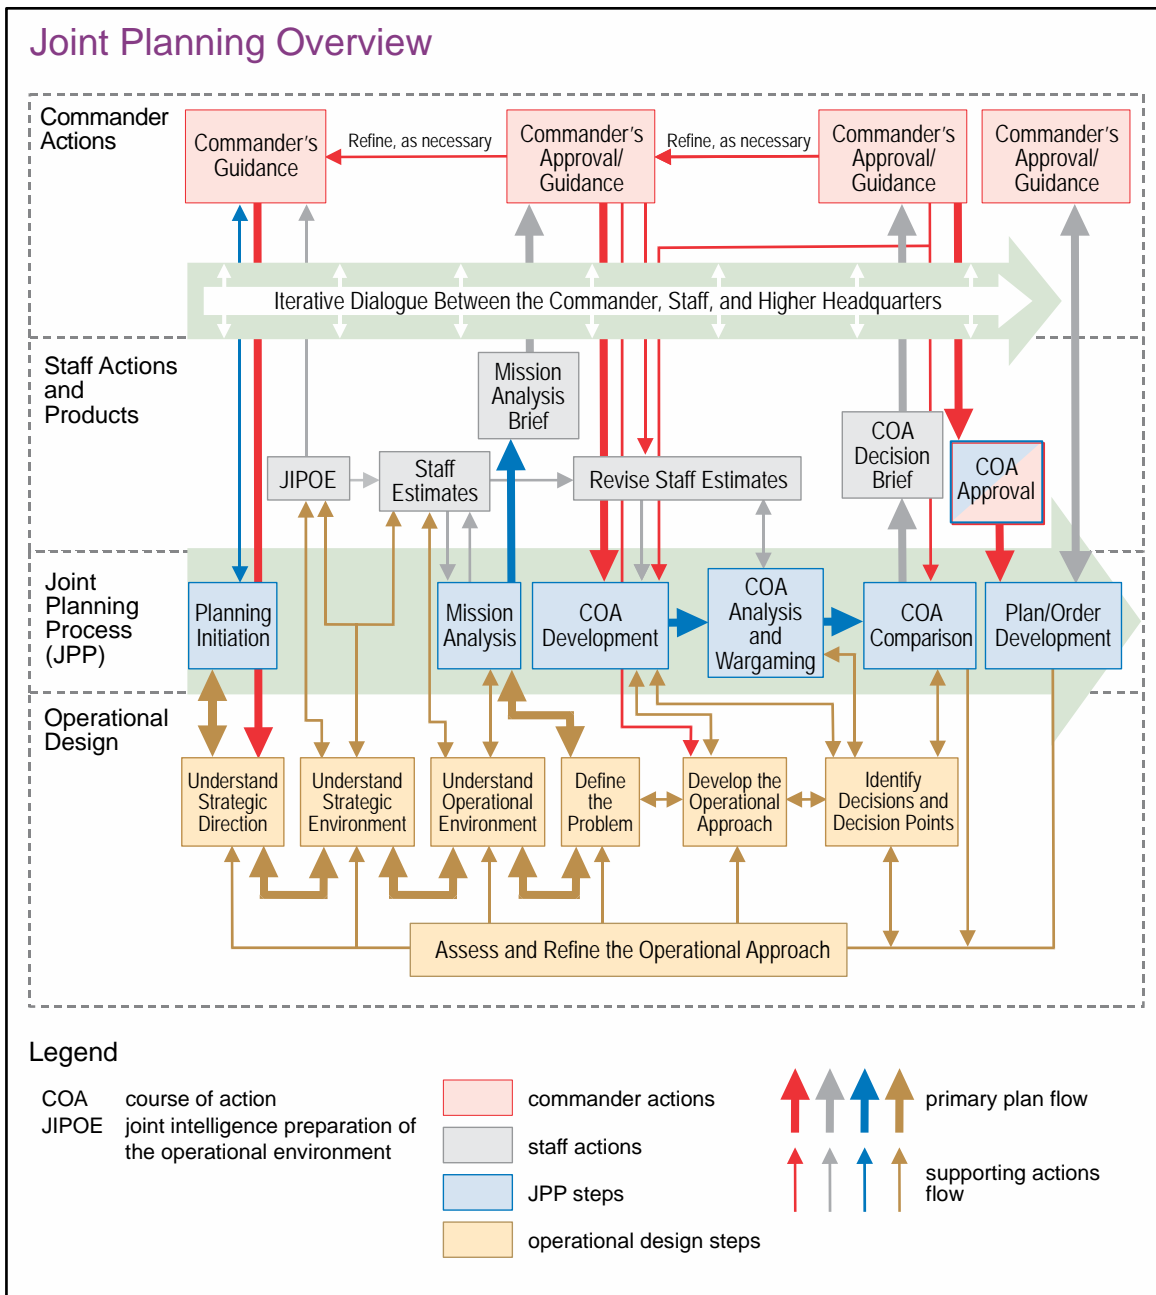 Joint Planning Overview
Commander
Actions
Commander's
Guidance
Refine, as necessary
Commander's
Approval/
Guidance
Refine, as necessary
Commander's
Approval/
Guidance
Commander's
Approval/
Guidance
Iterative Dialogue Between the Commander, Staff, and Higher Headquarters
Staff Actions
and
Products
Mission
Analysis
Brief
JIPOE
Staff
Estimates
Revise Staff Estimates
COA
Decision
Brief
COA
Approval
Joint
Planning
Process
(JPP)
Planning
Initiation
Mission
Analysis
COA
Development
COA
Analysis
and
Wargaming
COA
Comparison
Plan/Order
Development
Operational
Design
Understand
Strategic
Direction
Understand
Strategic
Environment
Understand
Operational
Environment
Define
the
Problem
Develop the
Operational
Approach
Identify
Decisions and
Decision Points
Assess and Refine the Operational Approach
Legend
COA course of action
JIPOE joint intelligence preparation of
the operational environment
commander actions
staff actions
JPP steps
operational design steps
primary plan flow
supporting actions
flow